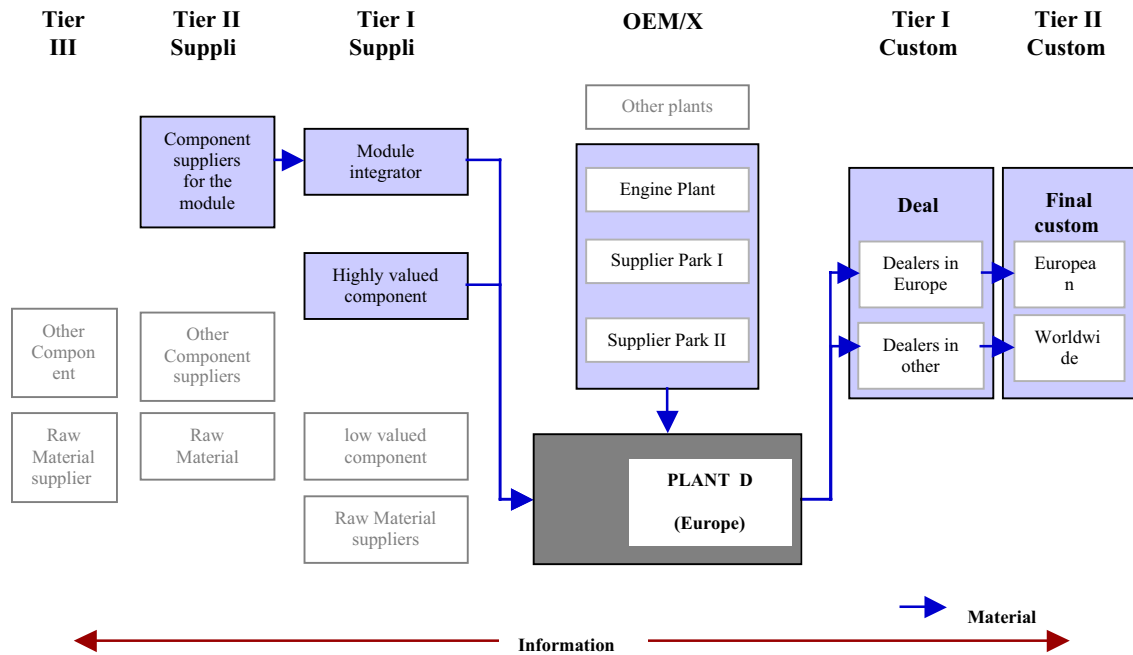 Tier
III
Tier II
Suppli
Tier I
Suppli
OEM/X
Tier I
Custom
Tier II
Custom
Other plants
Component
suppliers
for the
module
Module
integrator
Engine Plant
Supplier Park I
Supplier Park II
Highly valued
component
Deal
Dealers in
Europe
Dealers in
other
Final
custom
Europea
n
Worldwi
de
Other
Compon
ent
Other
Component
suppliers
Raw
Material
supplier
Raw
Material
low valued
component
Raw Material
suppliers
PLANT D
(Europe)
Material
Information